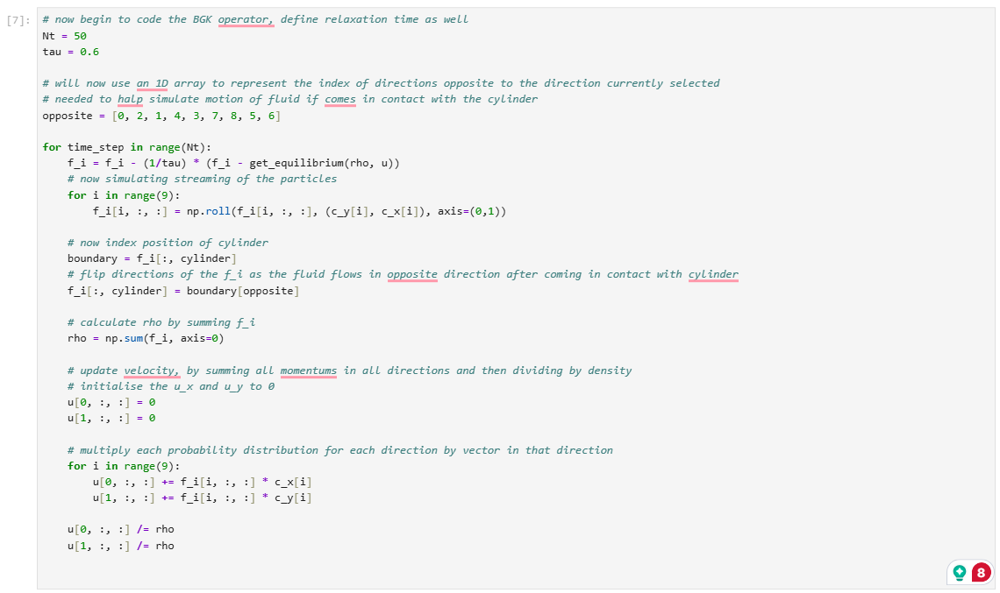 [7]: # now begin to code the BGK operator, define relaxation time as well
Nt = 50
tau = 0.6
# will now use an 1D array to represent the index of directions opposite to the direction currently selected
# needed to halp simulate motion of fluid if comes in contact with the cylinder
opposite = [0, 2, 1, 4, 3, 7, 8, 5, 6]
for time_step in range(Nt):
    f_i = f_i - (1/tau) * (f_i - get_equilibrium(rho, u))
    # now simulating streaming of the particles
    for i in range(9):
        f_i[i, :, :] = np.roll(f_i[i, :, :], (c_y[i], c_x[i]), axis=(0,1))
    # now index position of cylinder
    boundary = f_i[:, cylinder]
    # flip directions of the f_i as the fluid flows in opposite direction after coming in contact with cylinder
    f_i[:, cylinder] = boundary[opposite]
    # calculate rho by summing f_i
    rho = np.sum(f_i, axis=0)
    # update velocity, by summing all momentums in all directions and then dividing by density
    # initialise the u_x and u_y to 0
    u[0, :, :] = 0
    u[1, :, :] = 0
    # multiply each probability distribution for each direction by vector in that direction
    for i in range(9):
        u[0, :, :] += f_i[i, :, :] * c_x[i]
        u[1, :, :] += f_i[i, :, :] * c_y[i]
    u[0, :, :] /= rho
    u[1, :, :] /= rho
8